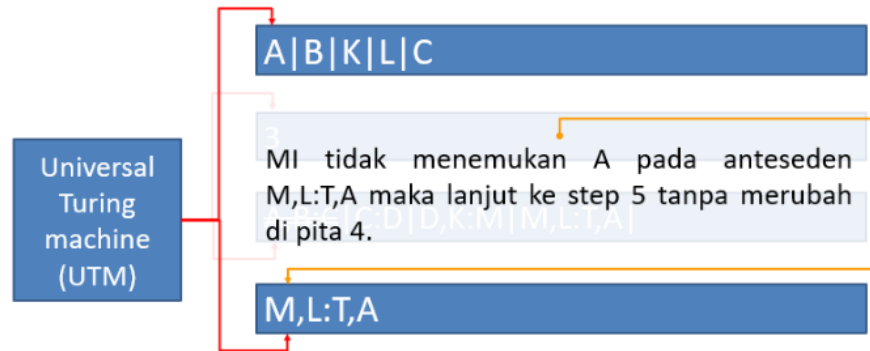 A|B|K|L|C
3
Universal
Turing
machine
(UTM)
MI tidak menemukan A pada anteseden
M,L:T,A maka lanjut ke step 5 tanpa merubah
di pita 4.
A,B:C|C:D|D,K:M|M,L:T,A|
M,L:T,A